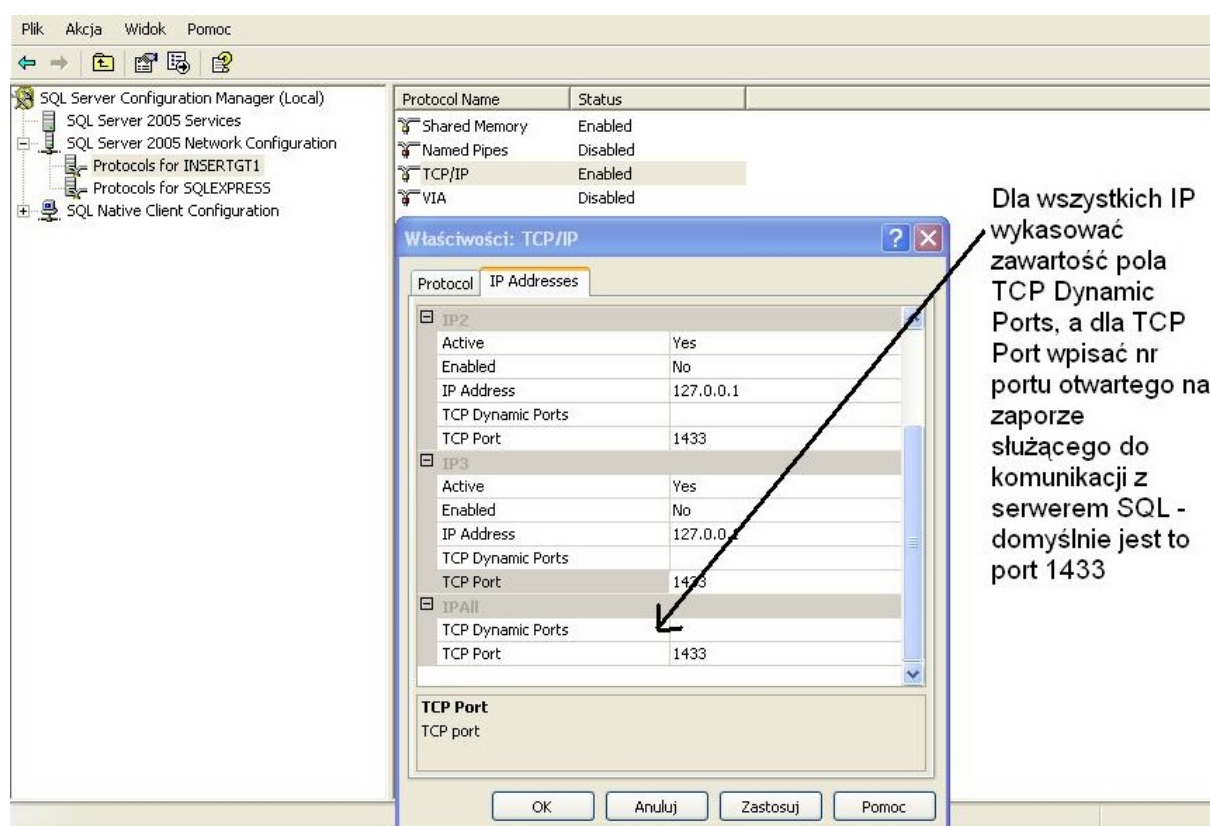 Plik Akcja Widok Pomoc
SQL Server Configuration Manager (Local)
SQL Server 2005 Services
SQL Server 2005 Network Configuration
Protocols for INSERTGT1
Protocols for SQLEXPRESS
SQL Native Client Configuration
Protocol Name Status
Shared Memory Enabled
Named Pipes Disabled
TCP/IP Enabled
VIA Disabled
Właściwości: TCP/IP
Protocol IP Addresses
IP2
Active Yes
Enabled No
IP Address 127.0.0.1
TCP Dynamic Ports
TCP Port 1433
IP3
Active Yes
Enabled No
IP Address 127.0.0.1
TCP Dynamic Ports
TCP Port 1433
IPAll
TCP Dynamic Ports
TCP Port 1433
TCP Port
TCP port
OK Anuluj Zastosuj Pomoc
Dla wszystkich IP
wykasować
zawartość pola
TCP Dynamic
Ports, a dla TCP
Port wpisać nr
portu otwartego na
zaporze
służącego do
komunikacji z
serwerem SQL -
domyślnie jest to
port 1433